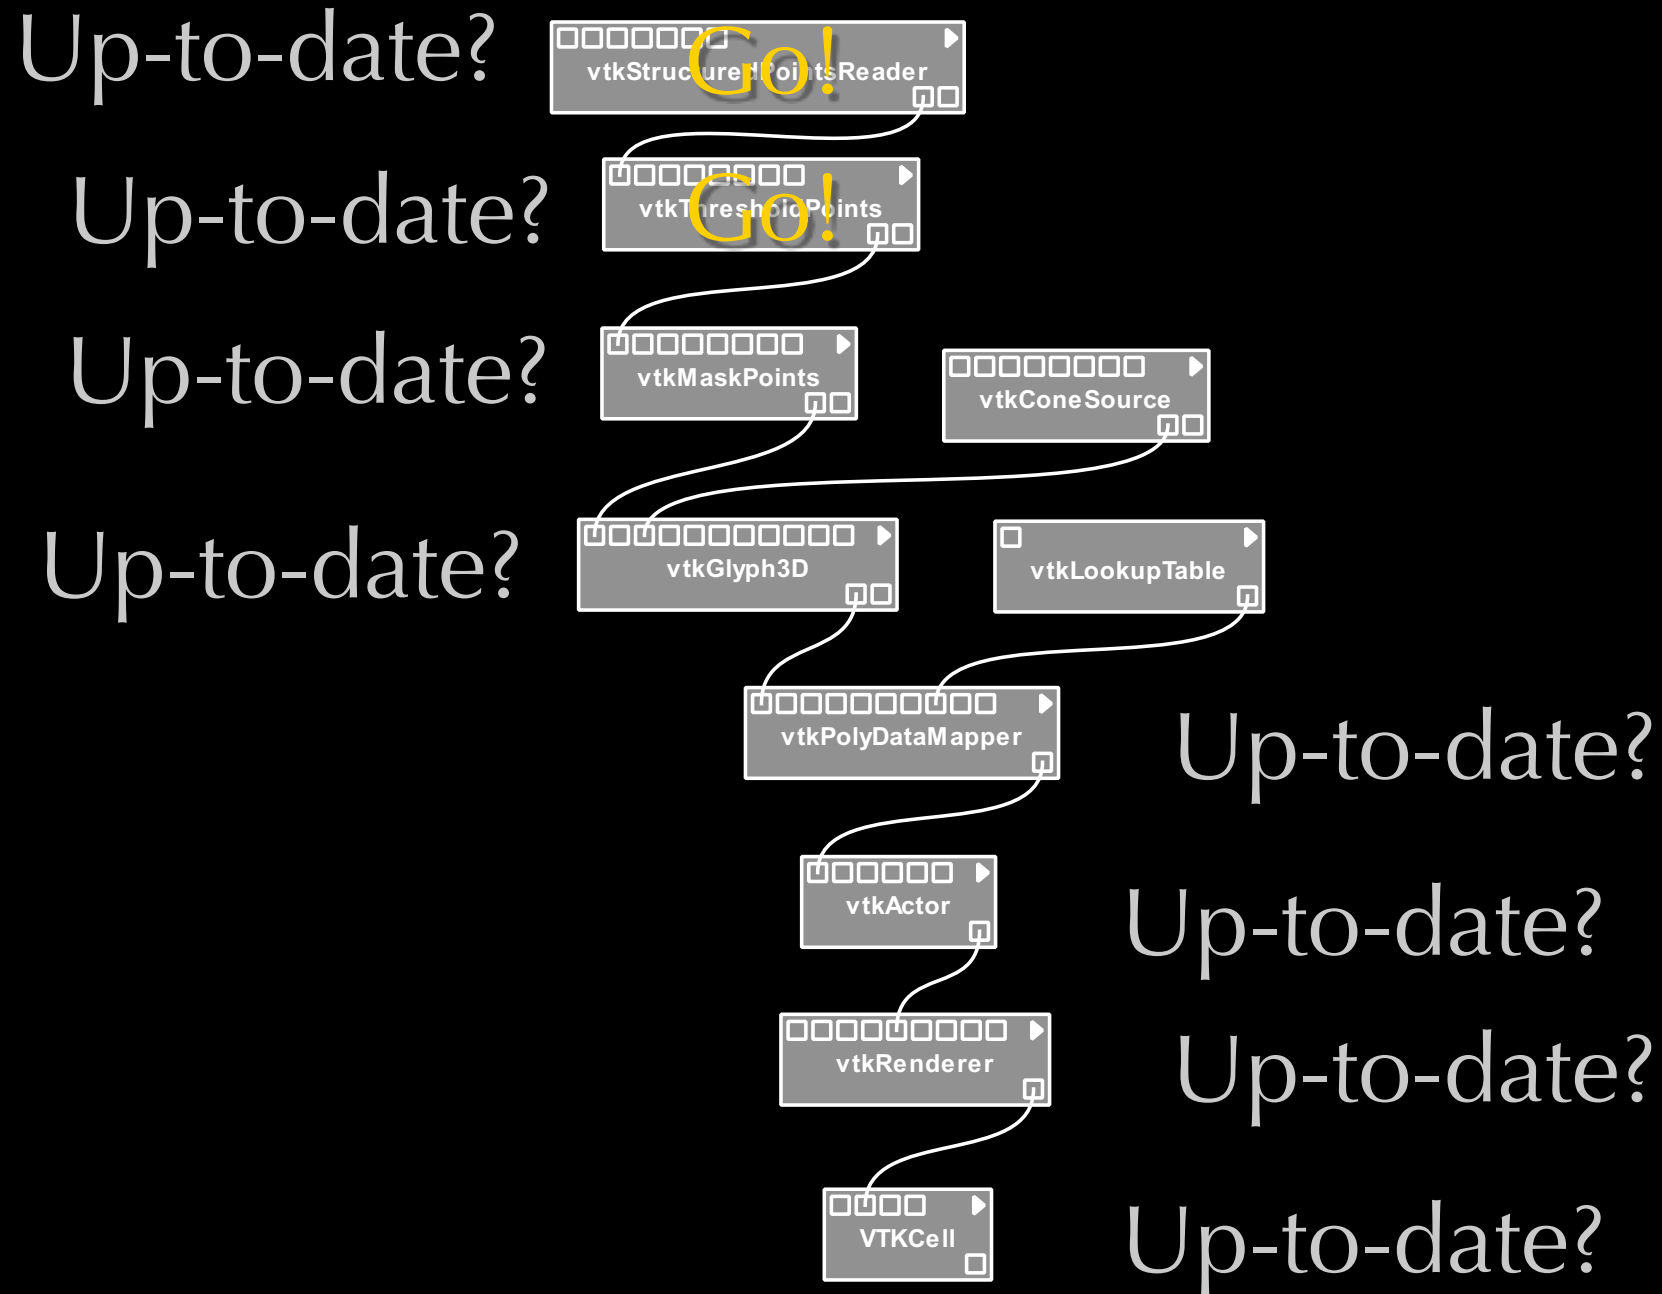 Up-to-date?
vtkStructuredPointsReader
Go!
Up-to-date?
vtkThresholdPoints
Go!
Up-to-date?
vtkMaskPoints
vtkConeSource
Up-to-date?
vtkGlyph3D
vtkLookupTable
vtkPolyDataMapper
Up-to-date?
vtkActor
Up-to-date?
vtkRenderer
Up-to-date?
VTKCell
Up-to-date?